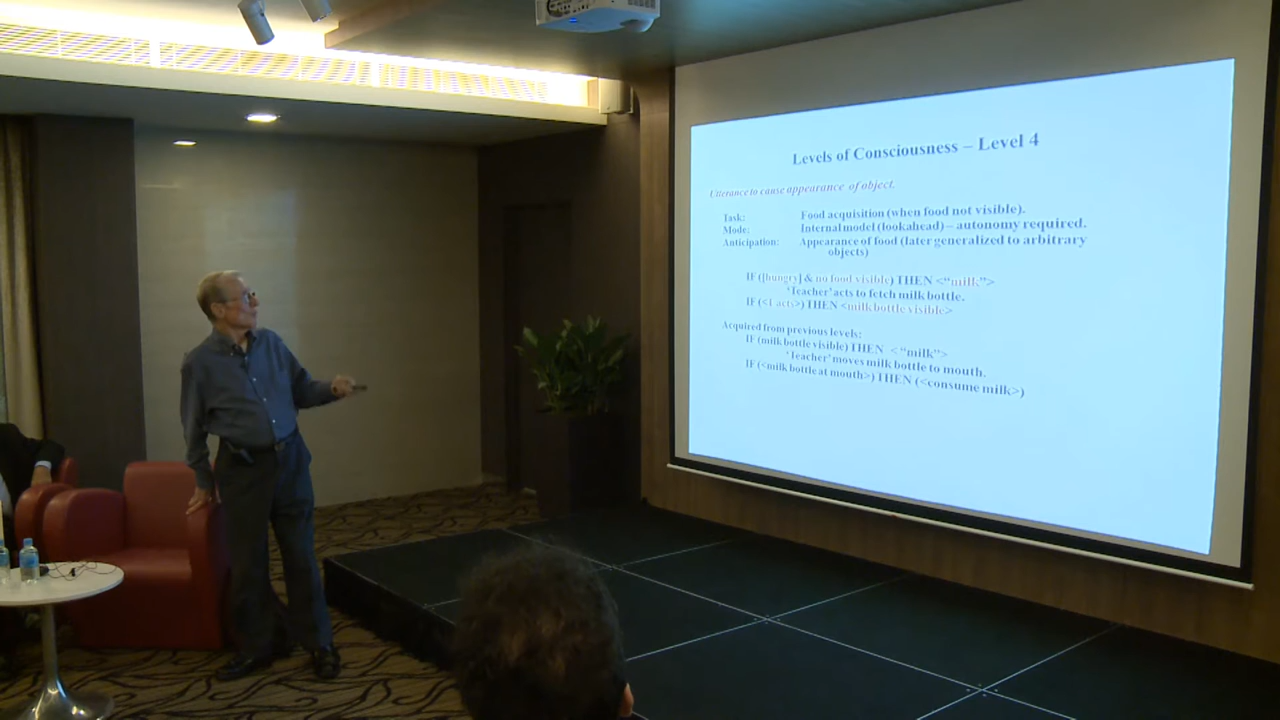 Levels of Consciousness – Level 4
Utterance to cause appearance of object.
Task: Food acquisition (when food not visible).
Mode: Internal model (lookahead) – autonomy required.
Anticipation: Appearance of food (later generalized to arbitrary
objects)
IF ([hungry] & no food visible) THEN <“milk”>
‘Teacher’ acts to fetch milk bottle.
IF (<T acts>) THEN <milk bottle visible>
Acquired from previous levels:
IF (milk bottle visible) THEN <“milk”>
‘Teacher’ moves milk bottle to mouth.
IF (<milk bottle at mouth>) THEN (<consume milk>)